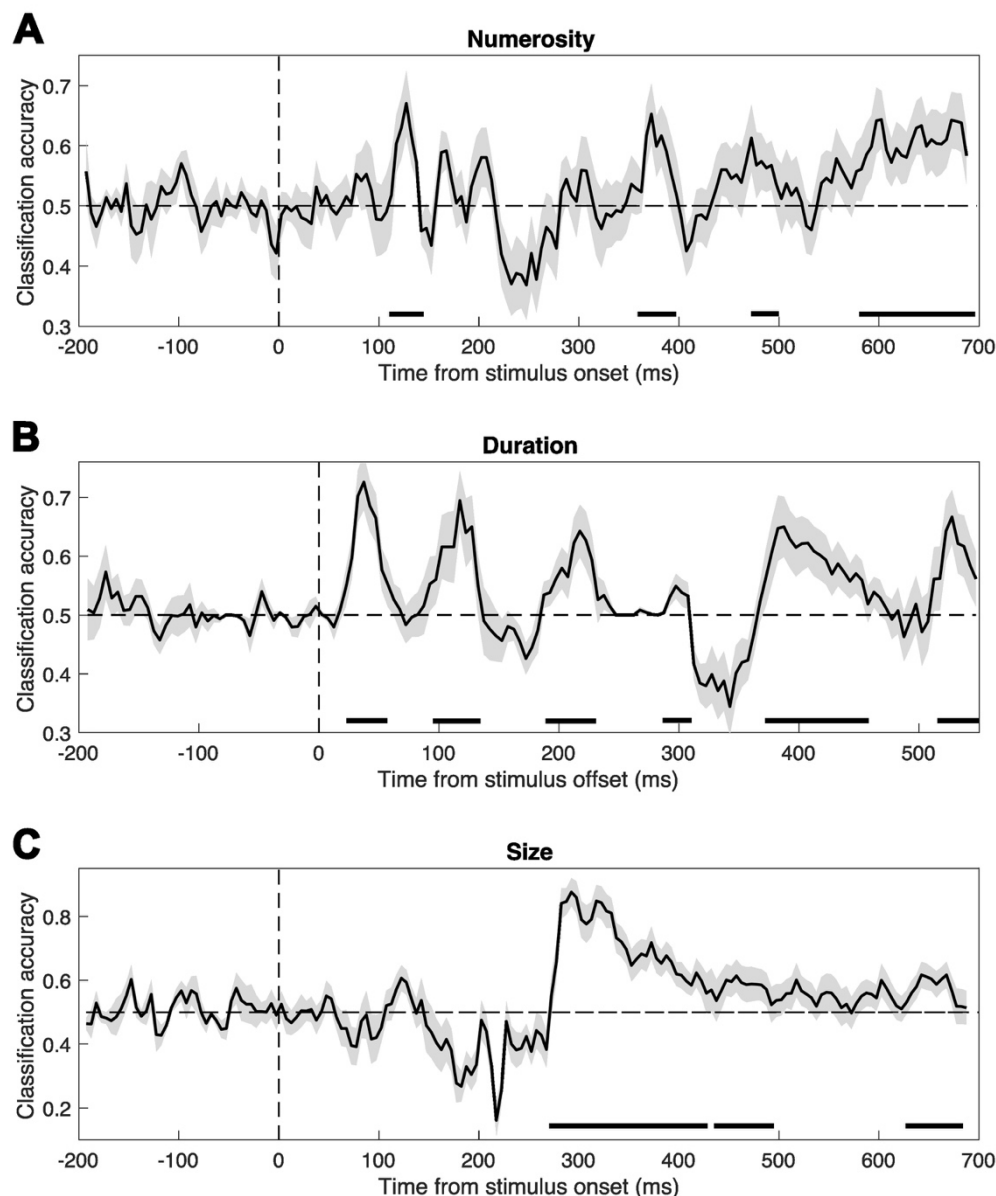 A
Numerosity
Classification accuracy
0.7
0.6
0.5
0.4
0.3
-200 -100 0 100 200 300 400 500 600 700
Time from stimulus onset (ms)
B
Duration
Classification accuracy
0.7
0.6
0.5
0.4
0.3
-200 -100 0 100 200 300 400 500
Time from stimulus offset (ms)
C
Size
Classification accuracy
0.8
0.6
0.4
0.2
-200 -100 0 100 200 300 400 500 600 700
Time from stimulus onset (ms)